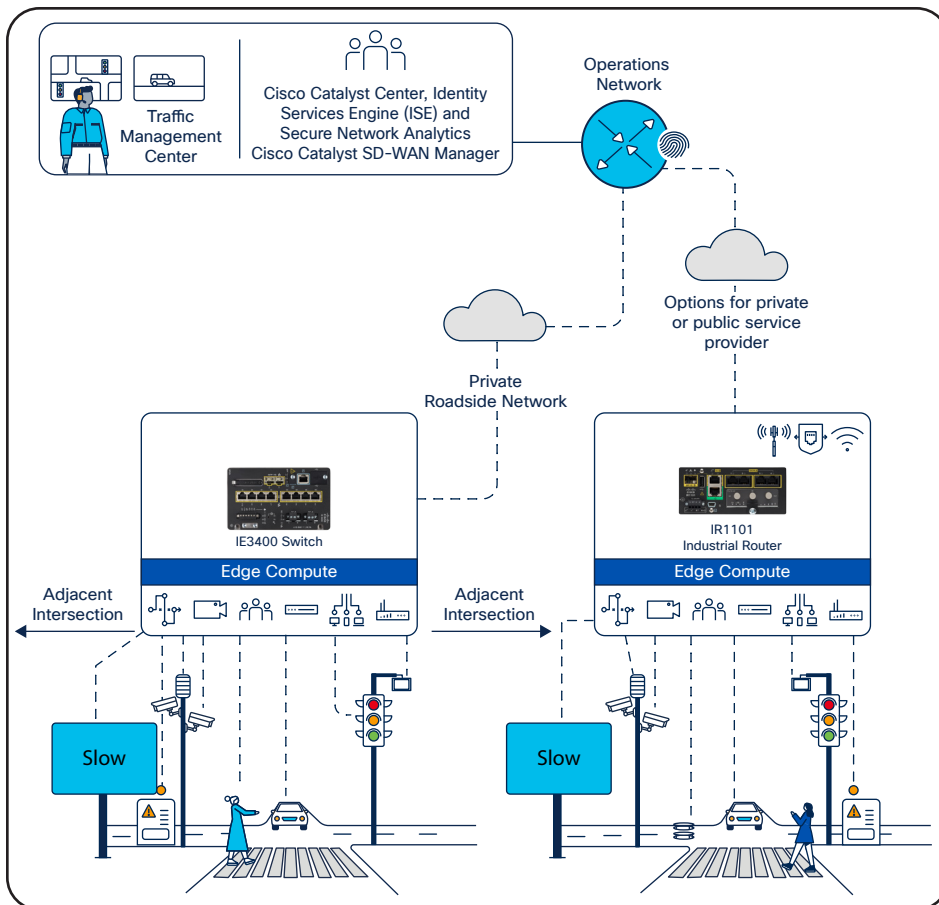 Traffic
Management
Center
Cisco Catalyst Center, Identity
Services Engine (ISE) and
Secure Network Analytics
Cisco Catalyst SD-WAN Manager
Operations
Network
Options for private
or public service
provider
Private
Roadside Network
IE3400 Switch
Edge Compute
IR1101
Industrial Router
Edge Compute
Adjacent
Intersection
Adjacent
Intersection
Slow
Slow